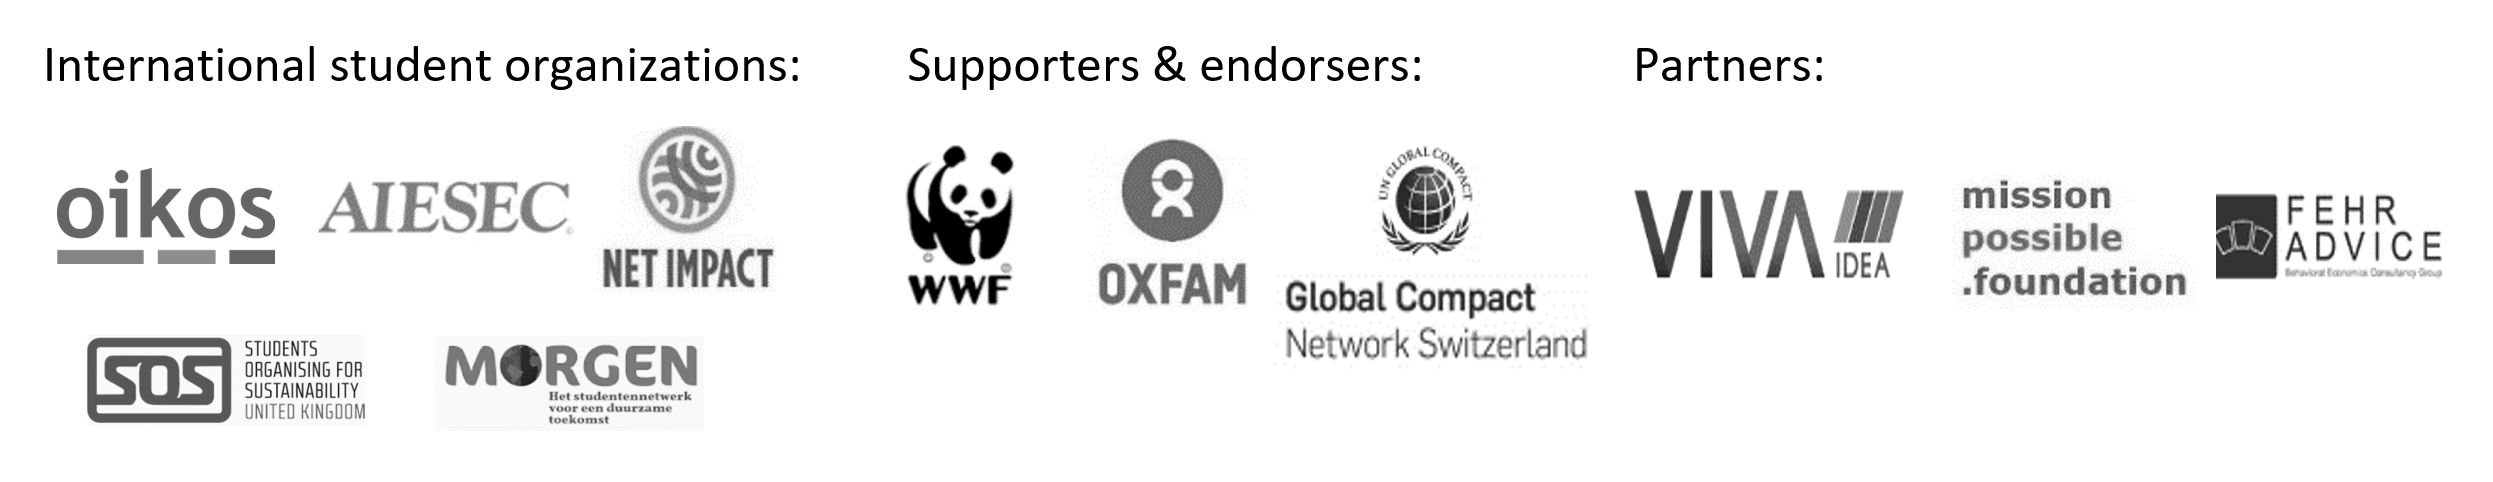 International student organizations:
oikos
AIESEC
NET IMPACT
SOS
STUDENTS
ORGANISING FOR
SUSTAINABILITY
UNITED KINGDOM
MORGEN
Het studentennetwerk
voor een duurzame
toekomst
Supporters & endorsers:
WWF
OXFAM
UN GLOBAL COMPACT
Global Compact
Network Switzerland
Partners:
VIVA
IDEA
mission
possible
.foundation
FEHR
ADVICE
Behavioral Economics Consultancy Group